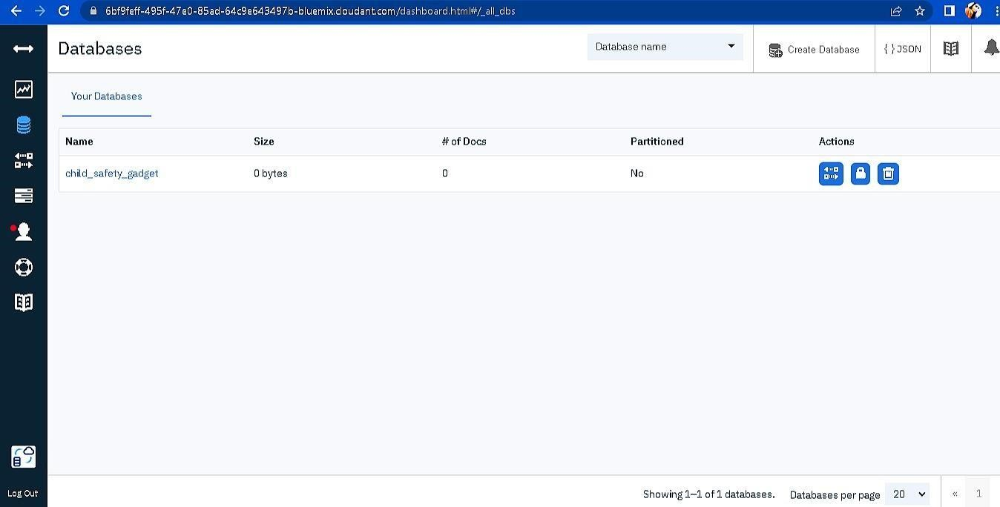 6bf9feff-495f-47e0-85ad-64c9e643497b-bluemix.cloudant.com/dashboard.html#/_all_dbs
Databases
Database name
Create Database
{ } JSON
Your Databases
Name Size # of Docs Partitioned Actions
child_safety_gadget 0 bytes 0 No
Log Out
Showing 1–1 of 1 databases. Databases per page 20 « 1